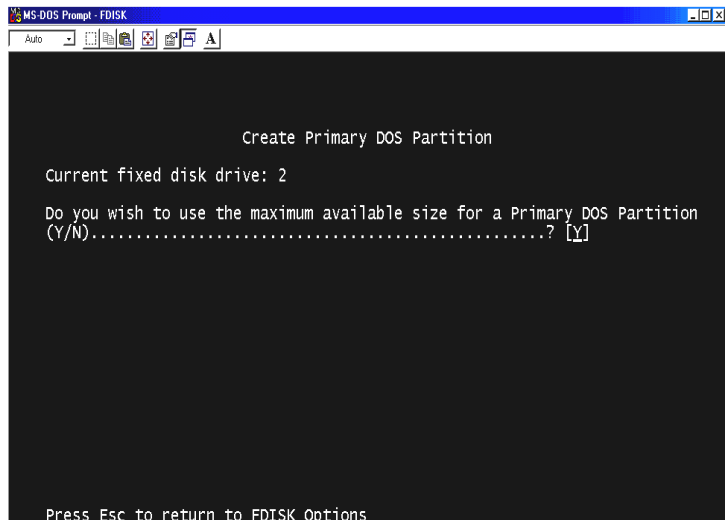 MS-DOS Prompt - FDISK
Auto
A
Create Primary DOS Partition
Current fixed disk drive: 2
Do you wish to use the maximum available size for a Primary DOS Partition
(Y/N)...................................................? [Y]
Press Esc to return to FDISK Options